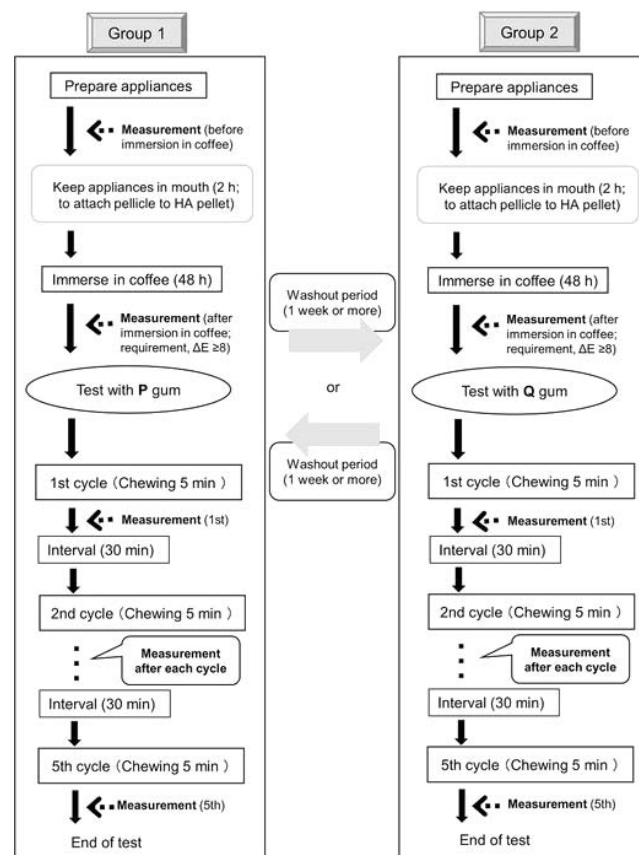 Group 1
Prepare appliances
Measurement (before
immersion in coffee)
Keep appliances in mouth (2 h;
to attach pellicle to HA pellet)
Immerse in coffee (48 h)
Measurement (after
immersion in coffee;
requirement, ΔE ≥8)
Test with P gum
1st cycle (Chewing 5 min )
Measurement (1st)
Interval (30 min)
2nd cycle (Chewing 5 min )
Measurement
after each cycle
Interval (30 min)
5th cycle (Chewing 5 min )
Measurement (5th)
End of test
Washout period
(1 week or more)
or
Washout period
(1 week or more)
Group 2
Prepare appliances
Measurement (before
immersion in coffee)
Keep appliances in mouth (2 h;
to attach pellicle to HA pellet)
Immerse in coffee (48 h)
Measurement (after
immersion in coffee;
requirement, ΔE ≥8)
Test with Q gum
1st cycle (Chewing 5 min )
Measurement (1st)
Interval (30 min)
2nd cycle (Chewing 5 min )
Measurement
after each cycle
Interval (30 min)
5th cycle (Chewing 5 min )
Measurement (5th)
End of test